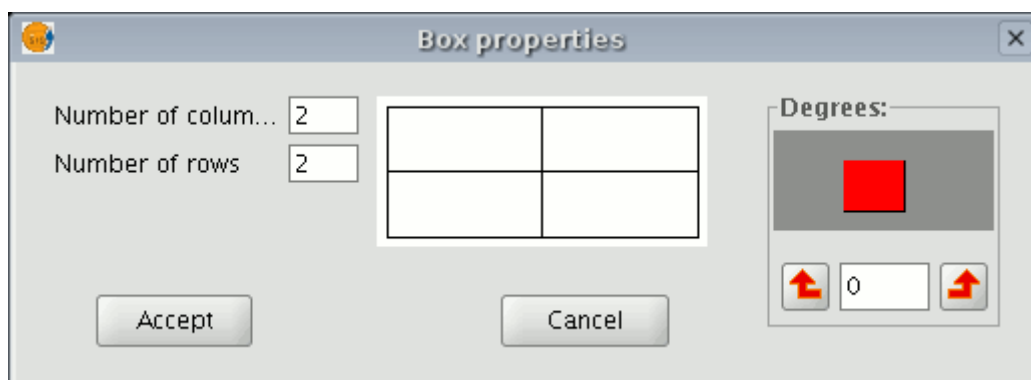 Box properties
Number of colum... 2
Number of rows 2
Degrees:
0
Accept
Cancel